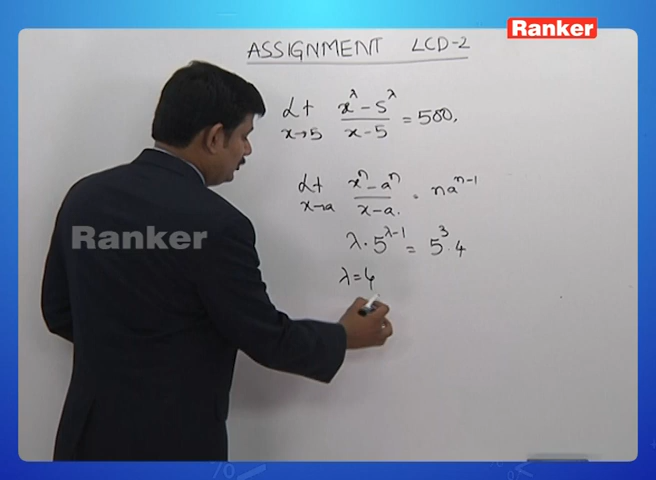 Ranker
ASSIGNMENT LCD-2
Lt x→5 (x^λ - 5^λ)/(x-5) = 500.
Lt x→a (x^n - a^n)/(x-a) = na^(n-1)
λ·5^(λ-1) = 5^3·4
λ=4
Ranker